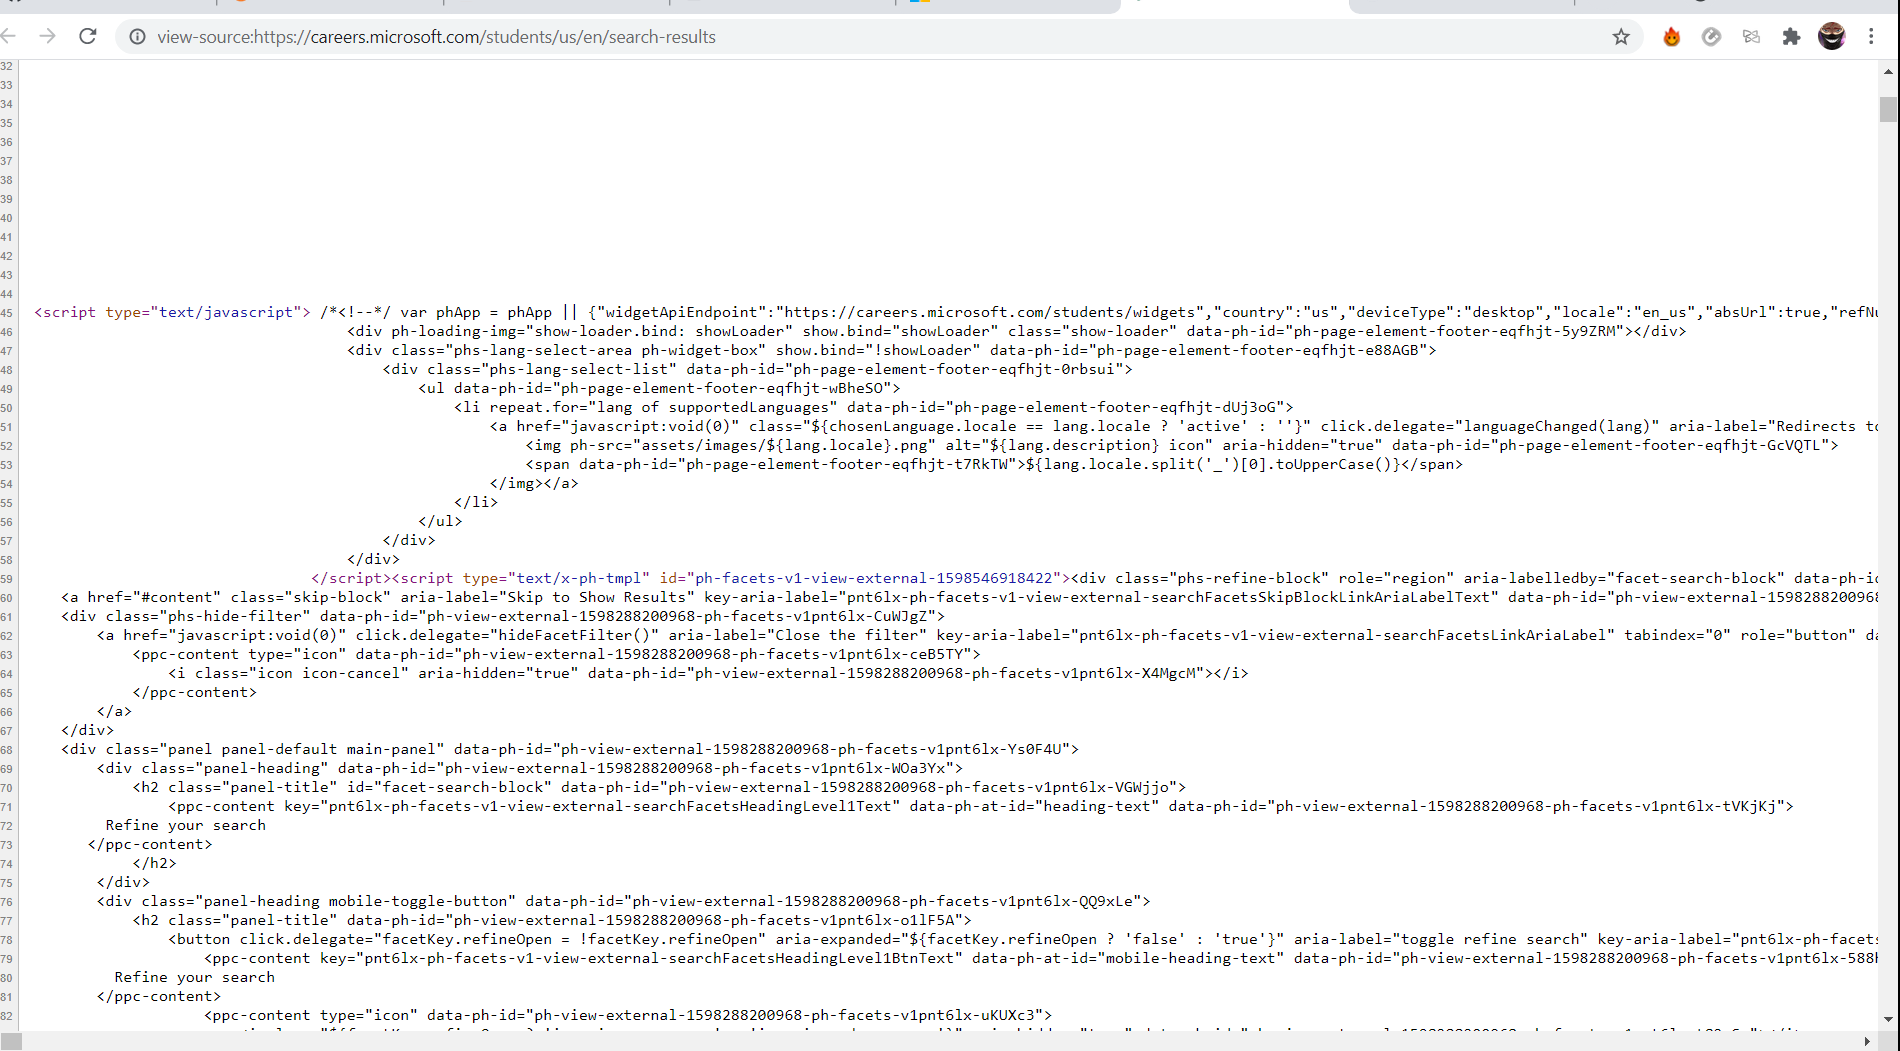 view-source:https://careers.microsoft.com/students/us/en/search-results
32
33
34
35
36
37
38
39
40
41
42
43
44
45 <script type="text/javascript"> /*<!--*/ var phApp = phApp || {"widgetApiEndpoint":"https://careers.microsoft.com/students/widgets","country":"us","deviceType":"desktop","locale":"en_us","absUrl":true,"refNu
46 <div ph-loading-img="show-loader.bind: showLoader" show.bind="showLoader" class="show-loader" data-ph-id="ph-page-element-footer-eqfhjt-5y9ZRM"></div>
47 <div class="phs-lang-select-area ph-widget-box" show.bind="!showLoader" data-ph-id="ph-page-element-footer-eqfhjt-e88AGB">
48 <div class="phs-lang-select-list" data-ph-id="ph-page-element-footer-eqfhjt-0rbsui">
49 <ul data-ph-id="ph-page-element-footer-eqfhjt-wBheSO">
50 <li repeat.for="lang of supportedLanguages" data-ph-id="ph-page-element-footer-eqfhjt-dUj3oG">
51 <a href="javascript:void(0)" class="${chosenLanguage.locale == lang.locale ? 'active' : ''}" click.delegate="languageChanged(lang)" aria-label="Redirects to
52 <img ph-src="assets/images/${lang.locale}.png" alt="${lang.description} icon" aria-hidden="true" data-ph-id="ph-page-element-footer-eqfhjt-GcVQTL">
53 <span data-ph-id="ph-page-element-footer-eqfhjt-t7RkTW">${lang.locale.split('_')[0].toUpperCase()}</span>
54 </img></a>
55 </li>
56 </ul>
57 </div>
58 </div>
59 </script><script type="text/x-ph-tmpl" id="ph-facets-v1-view-external-1598546918422"><div class="phs-refine-block" role="region" aria-labelledby="facet-search-block" data-ph-id
60 <a href="#content" class="skip-block" aria-label="Skip to Show Results" key-aria-label="pnt6lx-ph-facets-v1-view-external-searchFacetsSkipBlockLinkAriaLabelText" data-ph-id="ph-view-external-1598288200968
61 <div class="phs-hide-filter" data-ph-id="ph-view-external-1598288200968-ph-facets-v1pnt6lx-CuWJgZ">
62 <a href="javascript:void(0)" click.delegate="hideFacetFilter()" aria-label="Close the filter" key-aria-label="pnt6lx-ph-facets-v1-view-external-searchFacetsLinkAriaLabel" tabindex="0" role="button" da
63 <ppc-content type="icon" data-ph-id="ph-view-external-1598288200968-ph-facets-v1pnt6lx-ceB5TY">
64 <i class="icon icon-cancel" aria-hidden="true" data-ph-id="ph-view-external-1598288200968-ph-facets-v1pnt6lx-X4MgcM"></i>
65 </ppc-content>
66 </a>
67 </div>
68 <div class="panel panel-default main-panel" data-ph-id="ph-view-external-1598288200968-ph-facets-v1pnt6lx-Ys0F4U">
69 <div class="panel-heading" data-ph-id="ph-view-external-1598288200968-ph-facets-v1pnt6lx-WOa3Yx">
70 <h2 class="panel-title" id="facet-search-block" data-ph-id="ph-view-external-1598288200968-ph-facets-v1pnt6lx-VGWjjo">
71 <ppc-content key="pnt6lx-ph-facets-v1-view-external-searchFacetsHeadingLevel1Text" data-ph-at-id="heading-text" data-ph-id="ph-view-external-1598288200968-ph-facets-v1pnt6lx-tVKjKj">
72 Refine your search
73 </ppc-content>
74 </h2>
75 </div>
76 <div class="panel-heading mobile-toggle-button" data-ph-id="ph-view-external-1598288200968-ph-facets-v1pnt6lx-QQ9xLe">
77 <h2 class="panel-title" data-ph-id="ph-view-external-1598288200968-ph-facets-v1pnt6lx-o1lF5A">
78 <button click.delegate="facetKey.refineOpen = !facetKey.refineOpen" aria-expanded="${facetKey.refineOpen ? 'false' : 'true'}" aria-label="toggle refine search" key-aria-label="pnt6lx-ph-facets
79 <ppc-content key="pnt6lx-ph-facets-v1-view-external-searchFacetsHeadingLevel1BtnText" data-ph-at-id="mobile-heading-text" data-ph-id="ph-view-external-1598288200968-ph-facets-v1pnt6lx-588h
80 Refine your search
81 </ppc-content>
82 <ppc-content type="icon" data-ph-id="ph-view-external-1598288200968-ph-facets-v1pnt6lx-uKUXc3">